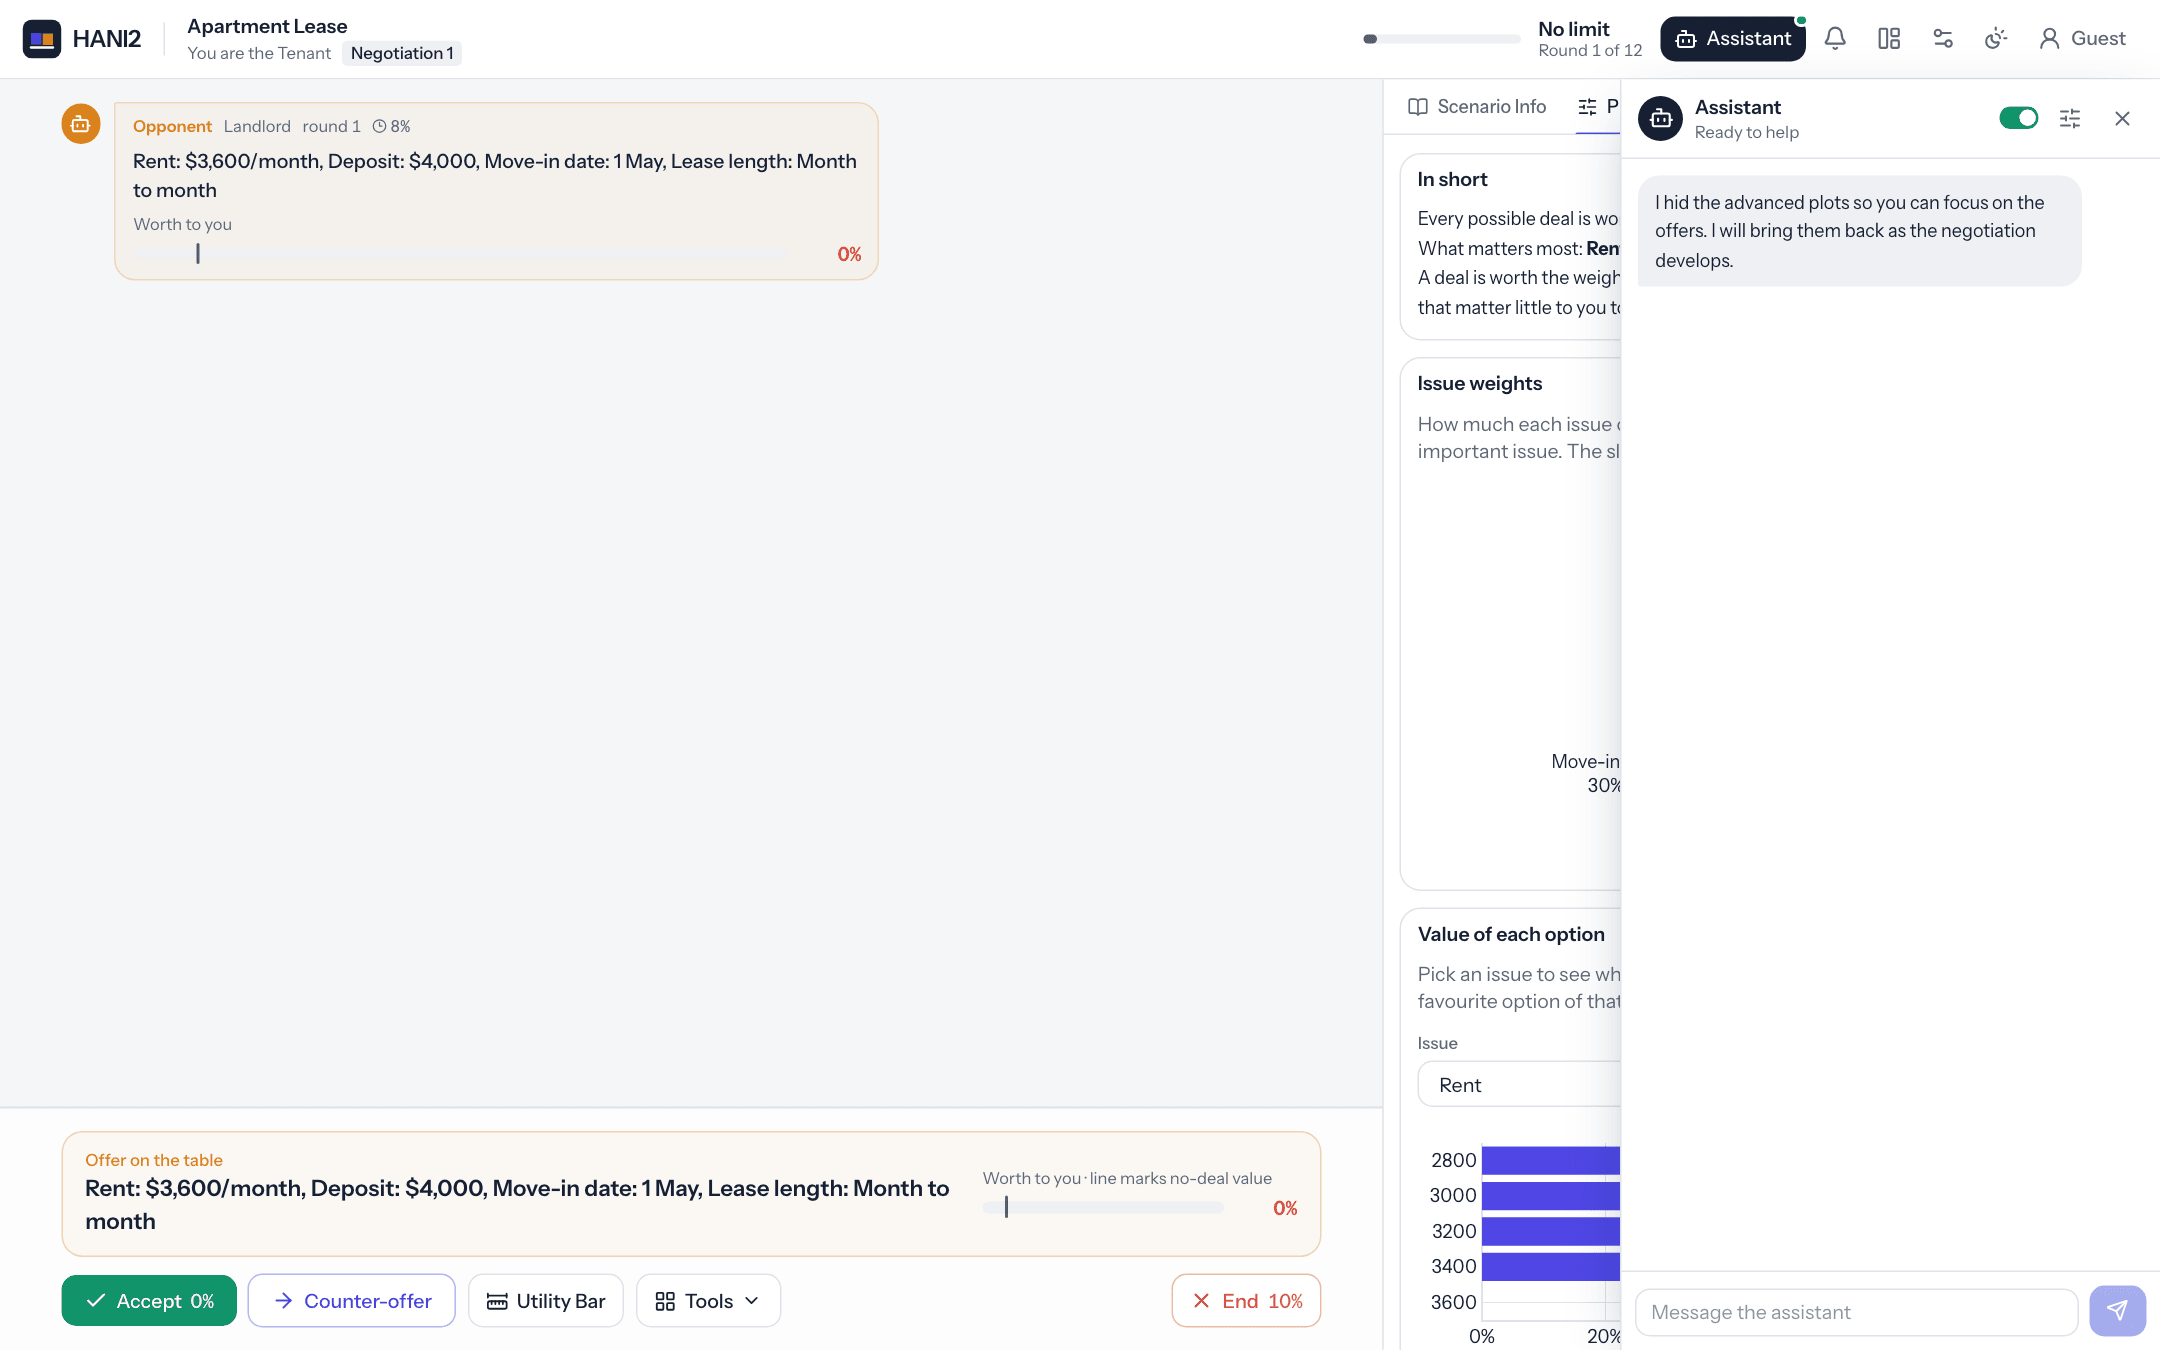 HANI2
Apartment Lease
You are the Tenant Negotiation 1
No limit
Round 1 of 12
Assistant
Guest
Opponent Landlord round 1 8%
Rent: $3,600/month, Deposit: $4,000, Move-in date: 1 May, Lease length: Month
to month
Worth to you
0%
Scenario Info
In short
Every possible deal is
What matters most:
A deal is worth the
that matter little to you
Issue weights
How much each issue
important issue. The
Move-in
30%
Value of each option
Pick an issue to see
favourite option of
Issue
Rent
2800
3000
3200
3400
3600
0% 20%
Assistant
Ready to help
I hid the advanced plots so you can focus on the
offers. I will bring them back as the negotiation
develops.
Message the assistant
Offer on the table
Rent: $3,600/month, Deposit: $4,000, Move-in date: 1 May, Lease length: Month to
month
Worth to you · line marks no-deal value
0%
Accept 0%
Counter-offer
Utility Bar
Tools
End 10%